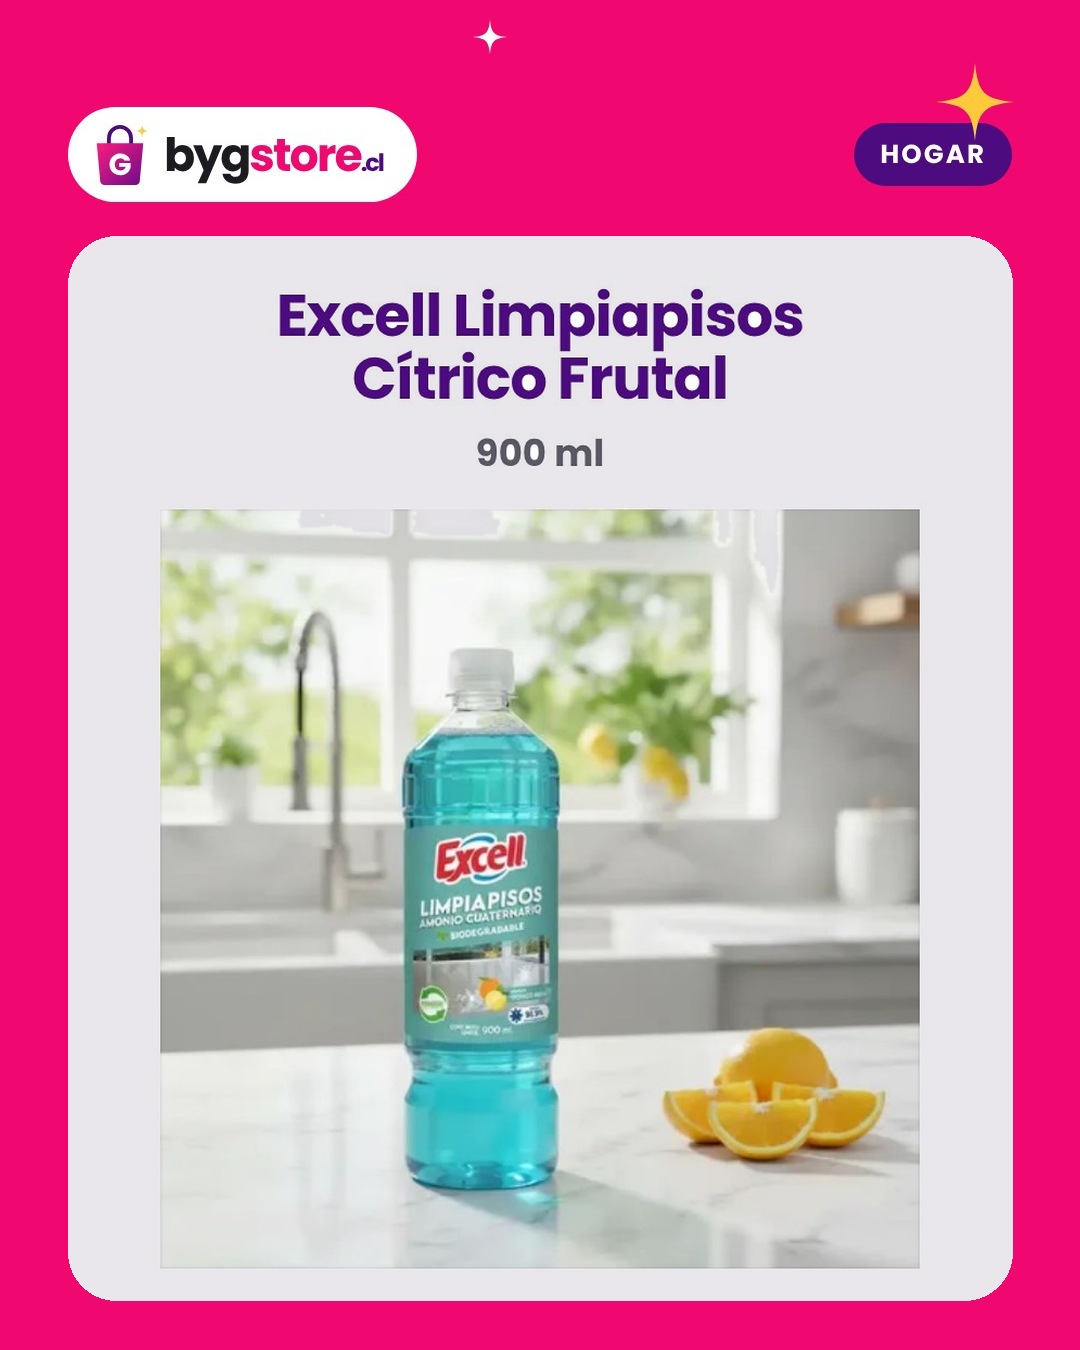 bygstore.cl
G
HOGAR
Excell Limpiapisos
Cítrico Frutal
900 ml
Excell
LIMPIAPISOS
AMONIO CUATERNARIO
BIODEGRADABLE
900 ml